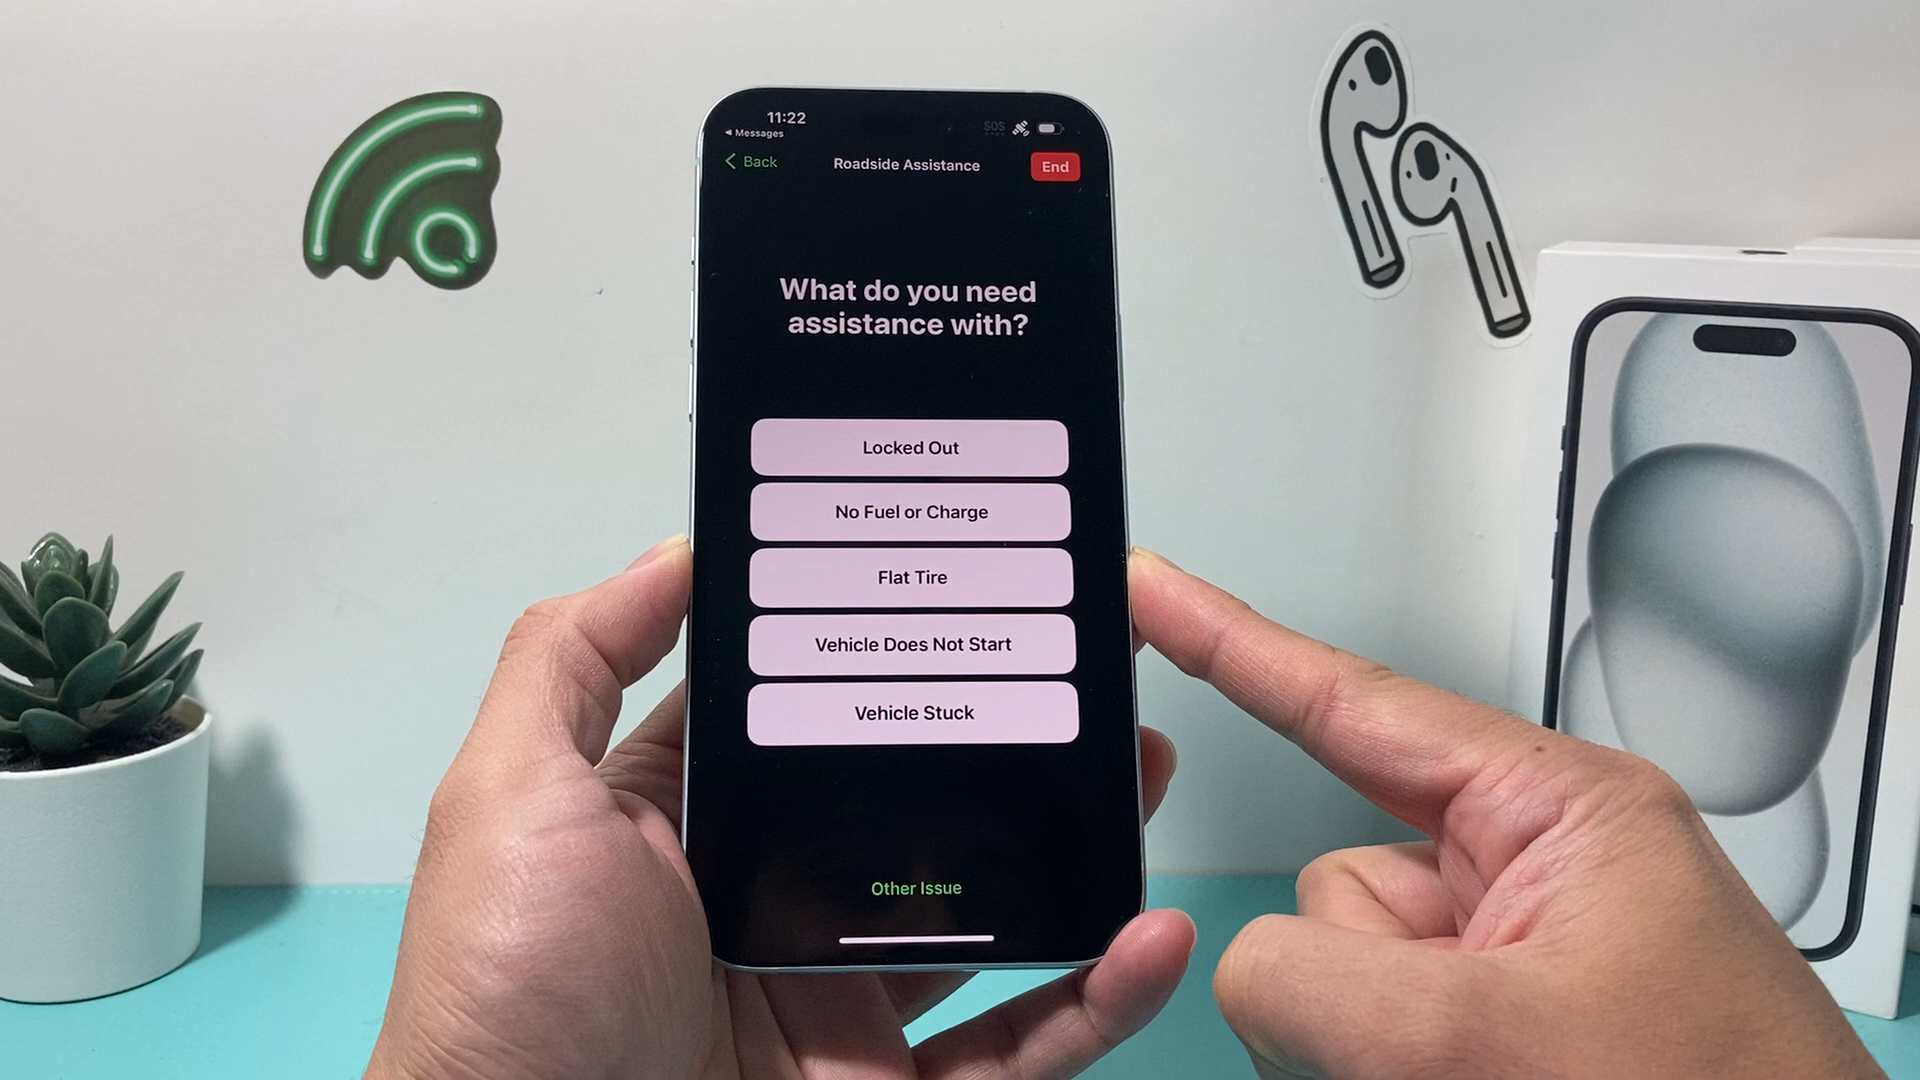 11:22
SOS
◀ Messages
Back
Roadside Assistance
End
What do you need
assistance with?
Locked Out
No Fuel or Charge
Flat Tire
Vehicle Does Not Start
Vehicle Stuck
Other Issue